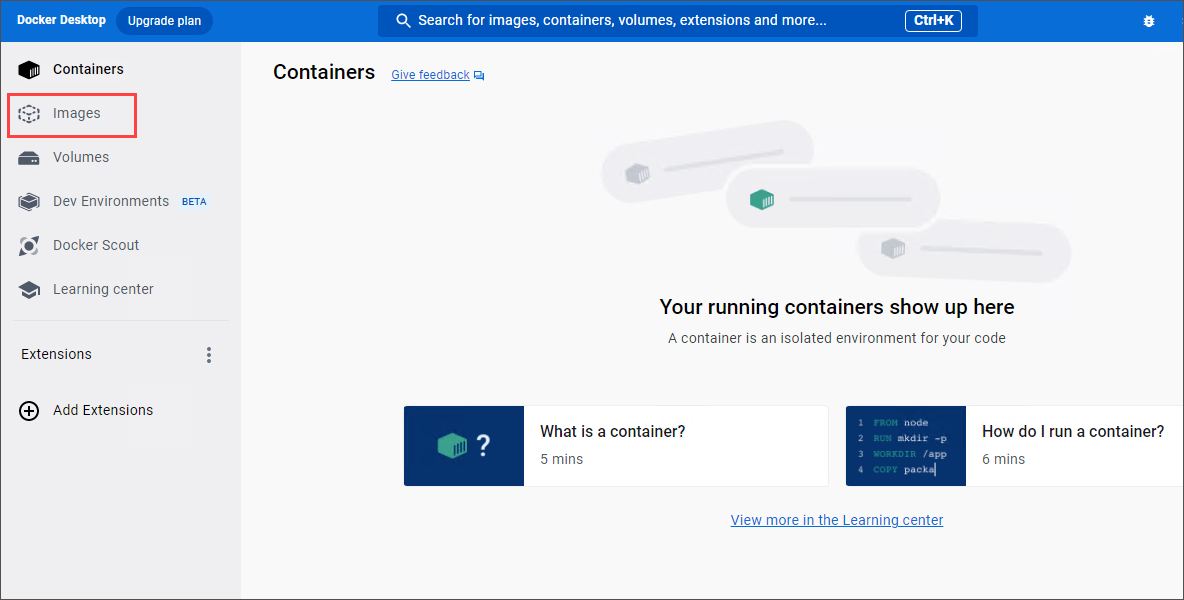 Docker Desktop
Upgrade plan
Search for images, containers, volumes, extensions and more...
Ctrl+K
Containers
Images
Volumes
Dev Environments BETA
Docker Scout
Learning center
Extensions
Add Extensions
Containers
Give feedback
Your running containers show up here
A container is an isolated environment for your code
?
What is a container?
5 mins
1 FROM node
2 RUN mkdir -p
3 WORKDIR /app
4 COPY packa
How do I run a container?
6 mins
View more in the Learning center